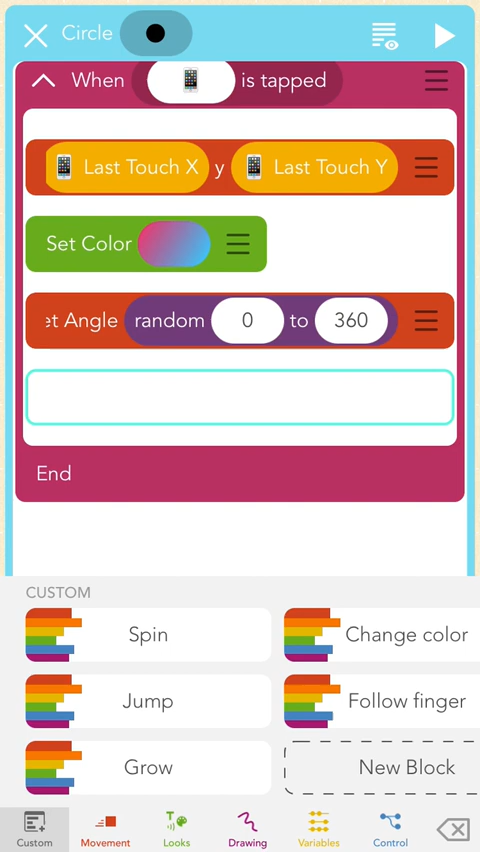 Circle
When is tapped
Last Touch X y Last Touch Y
Set Color
et Angle random 0 to 360
End
CUSTOM
Spin Change color
Jump Follow finger
Grow New Block
Custom Movement Looks Drawing Variables Control